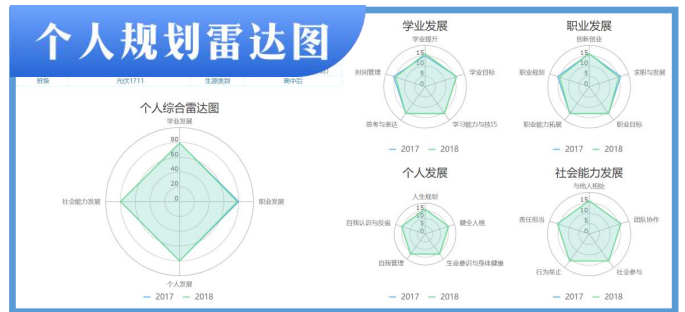 个人规划雷达图
班级 光伏1711 生源类别 高中后
个人综合雷达图
学业发展
80
60
40
20
0
社会能力发展
职业发展
个人发展
2017 2018
学业发展
学业提升
15
10
5
0
时间管理
学业目标
思考与表达
学习能力与技巧
2017 2018
职业发展
创新创业
15
10
5
0
职业规划
求职与发展
职业能力拓展
职业目标
2017 2018
个人发展
人生规划
15
10
5
0
自我认识与反省
健全人格
自我管理
生命意识与身体健康
2017 2018
社会能力发展
与他人相处
15
10
5
0
责任担当
团队协作
行为举止
社会参与
2017 2018